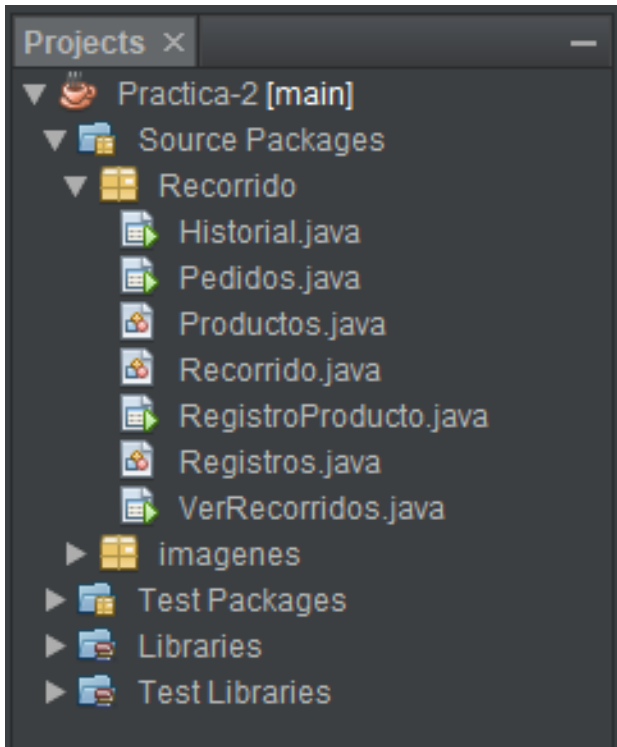 Projects
Practica-2 [main]
Source Packages
Recorrido
Historial.java
Pedidos.java
Productos.java
Recorrido.java
RegistroProducto.java
Registros.java
VerRecorridos.java
imagenes
Test Packages
Libraries
Test Libraries